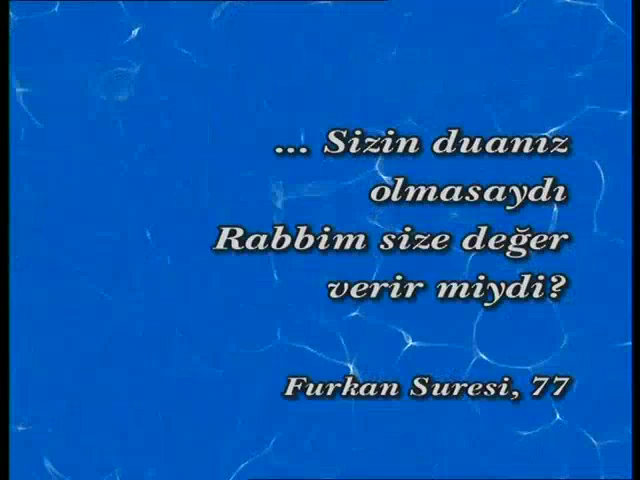 ... Sizin duanız
olmasaydı
Rabbim size değer
verir miydi?
Furkan Suresi, 77